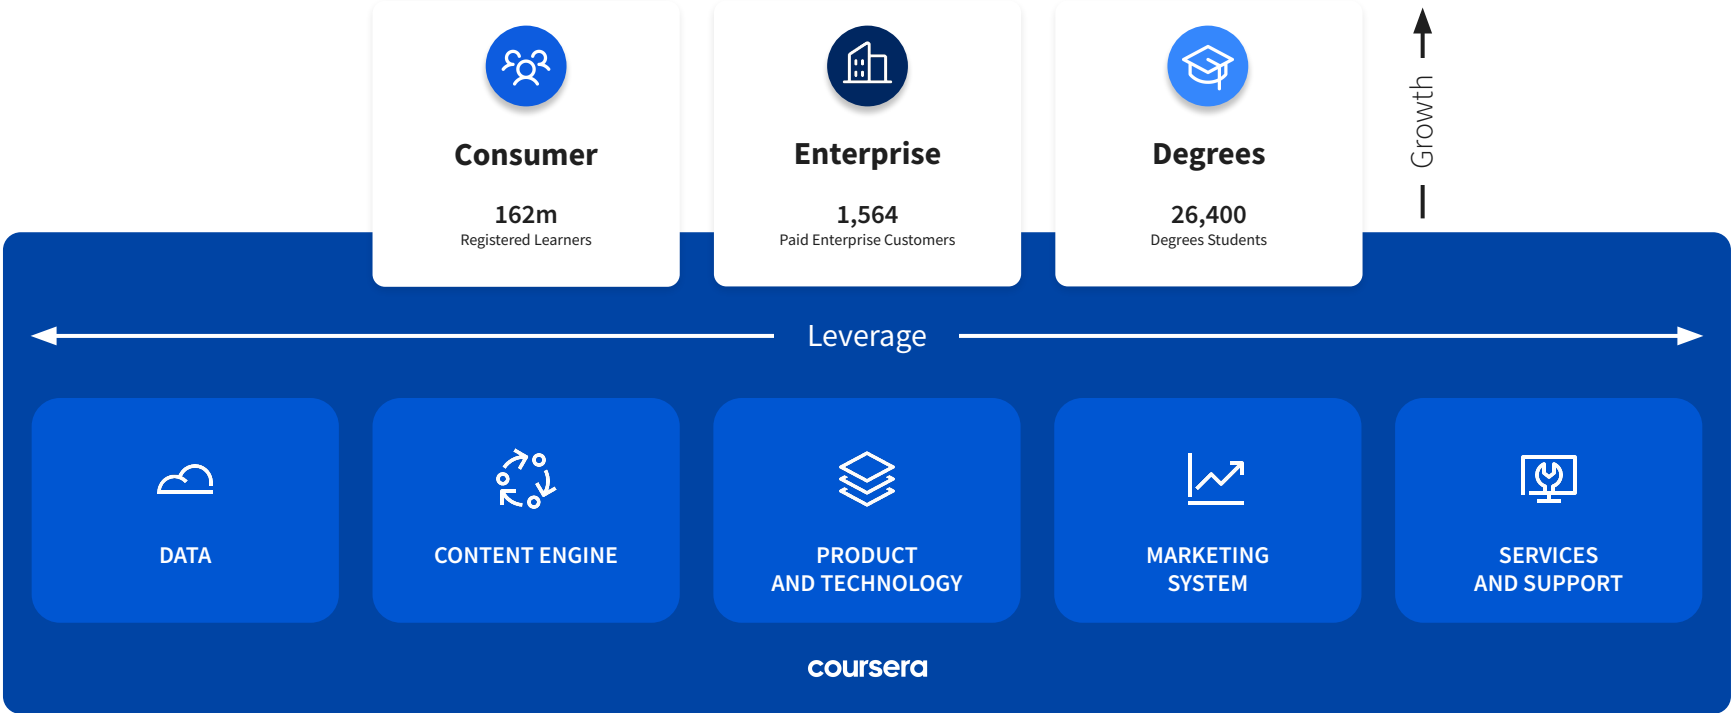 Consumer
162m
Registered Learners
Enterprise
1,564
Paid Enterprise Customers
Degrees
26,400
Degrees Students
Growth
Leverage
DATA
CONTENT ENGINE
PRODUCT
AND TECHNOLOGY
MARKETING
SYSTEM
SERVICES
AND SUPPORT
coursera